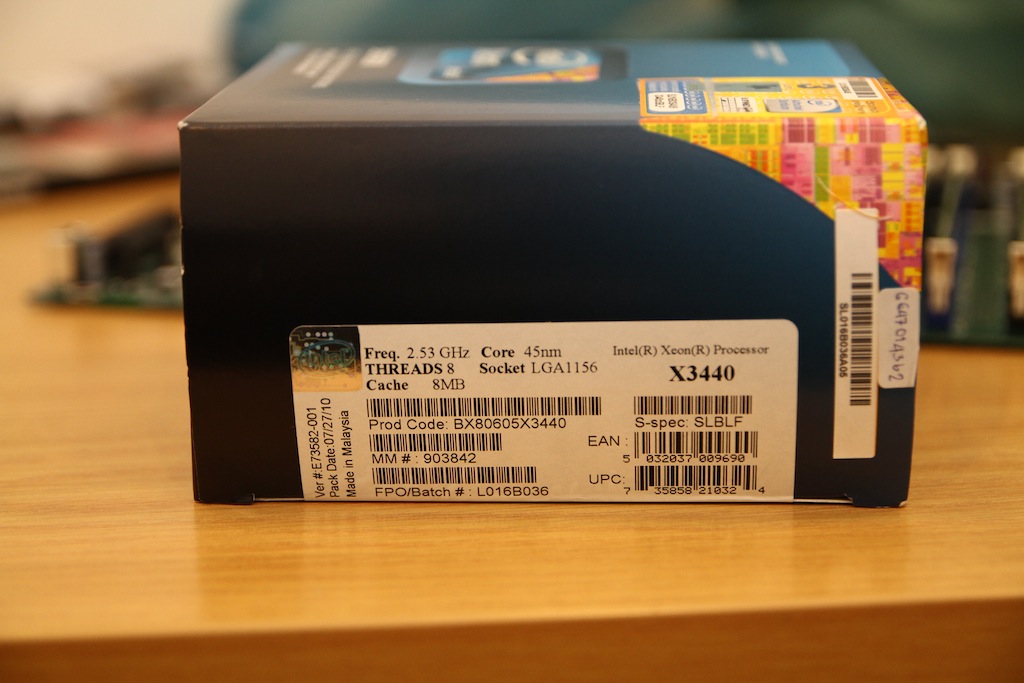 Freq. 2.53 GHz Core 45nm
THREADS 8 Socket LGA1156
Cache 8MB
Intel(R) Xeon(R) Processor
X3440
Prod Code: BX80605X3440
S-spec: SLBLF
MM # : 903842
EAN :
5 032037 009690
FPO/Batch # : L016B036
UPC:
7 35858 21032 4
Ver #:E73582-001
Pack Date:07/27/10
Made in Malaysia
SL016B036A06